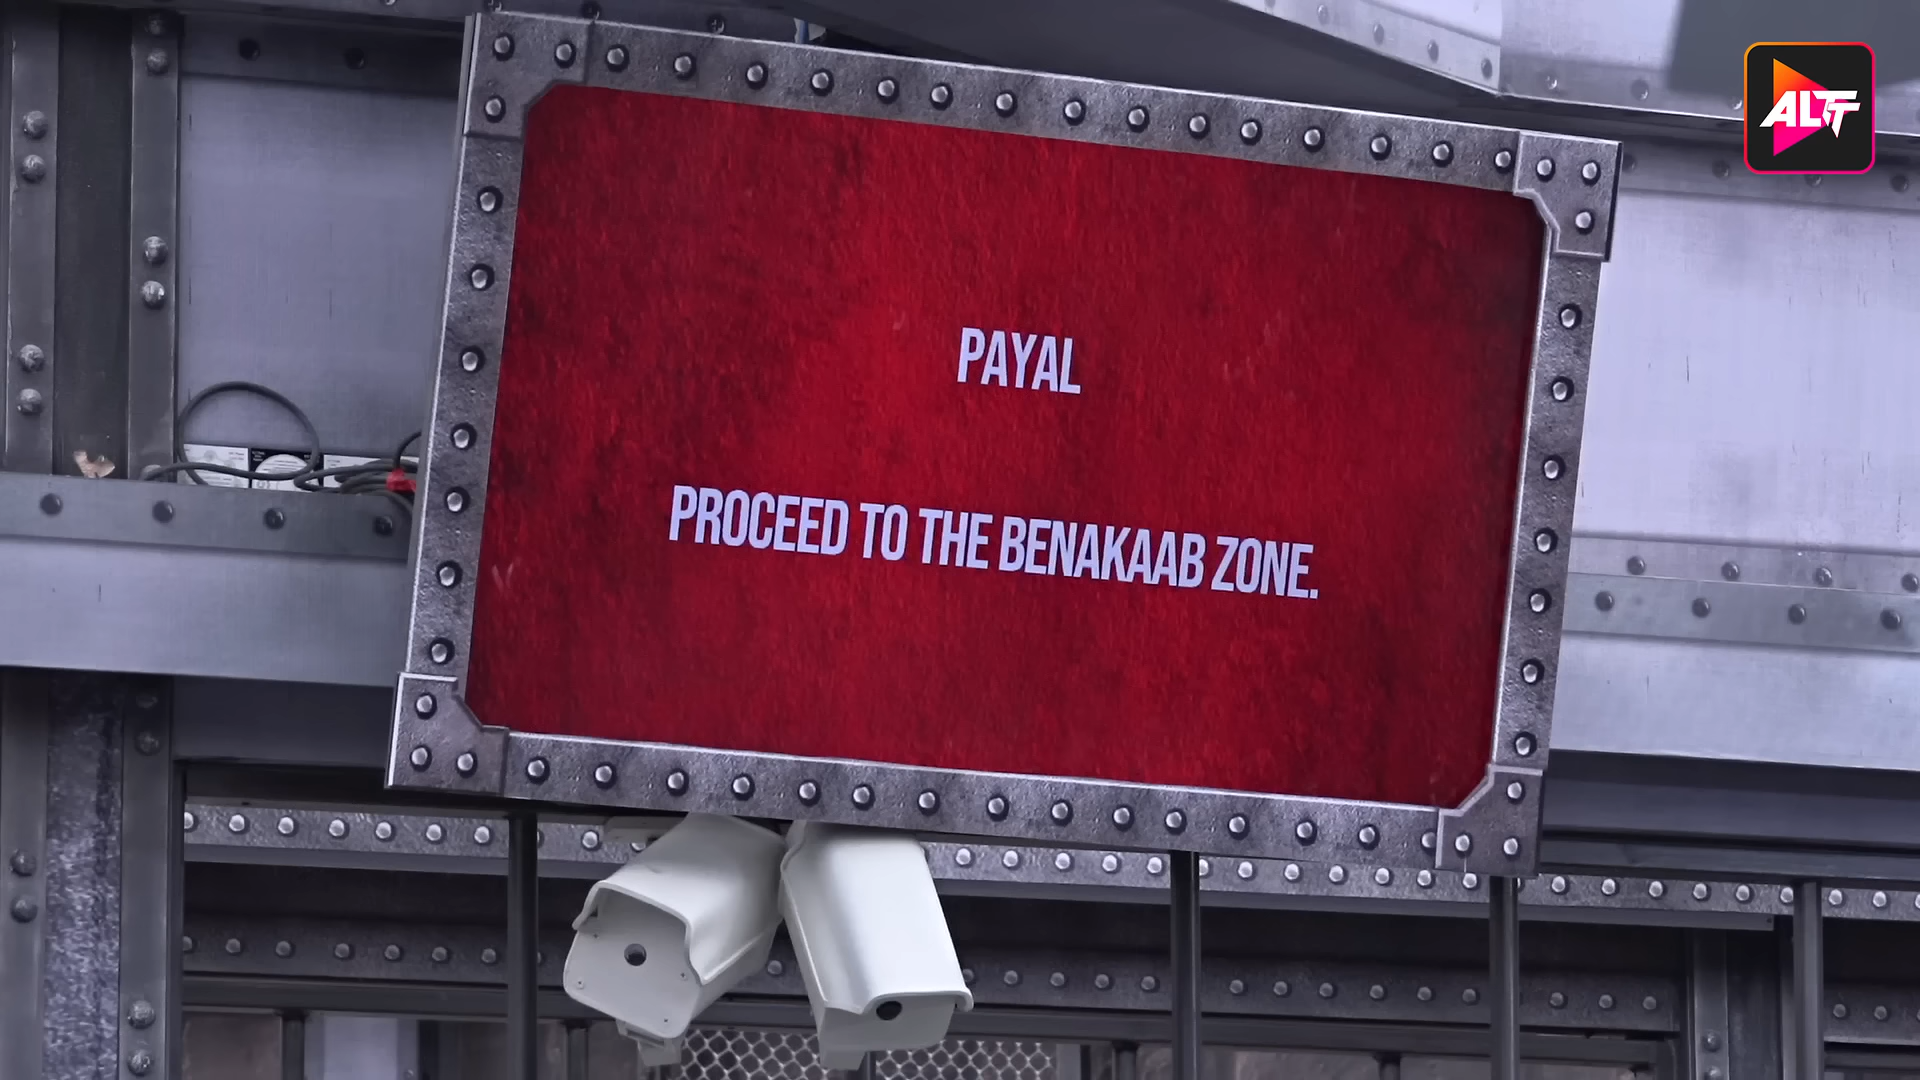 ALTT
PAYAL
PROCEED TO THE BENAKAAB ZONE.